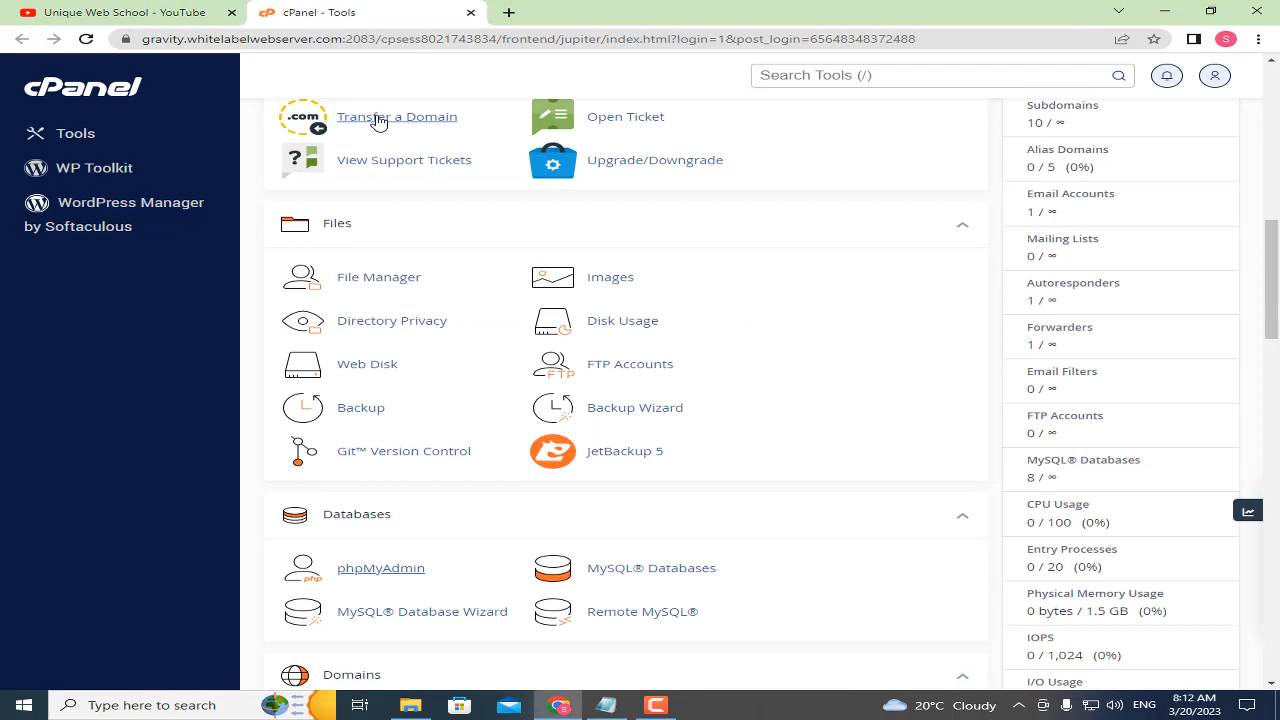 Unique Web School - YouTube
cPanel - Tools
gravity.whitelabelwebserver.com:2083/cpsess8021743834/frontend/jupiter/index.html?login=1&post_login=65648348372488
cPanel
Search Tools (/)
Tools
WP Toolkit
WordPress Manager
by Softaculous
.com
Transfer a Domain
Open Ticket
View Support Tickets
Upgrade/Downgrade
Files
File Manager
Images
Directory Privacy
Disk Usage
Web Disk
FTP
FTP Accounts
Backup
Backup Wizard
Git™ Version Control
JetBackup 5
Databases
php
phpMyAdmin
MySQL® Databases
MySQL® Database Wizard
Remote MySQL®
Domains
Subdomains
10 / ∞
Alias Domains
0 / 5 (0%)
Email Accounts
1 / ∞
Mailing Lists
0 / ∞
Autoresponders
1 / ∞
Forwarders
1 / ∞
Email Filters
0 / ∞
FTP Accounts
0 / ∞
MySQL® Databases
8 / ∞
CPU Usage
0 / 100 (0%)
Entry Processes
0 / 20 (0%)
Physical Memory Usage
0 bytes / 1.5 GB (0%)
IOPS
0 / 1,024 (0%)
I/O Usage
Type here to search
20°C Cloudy
ENG
8:12 AM
3/20/2023